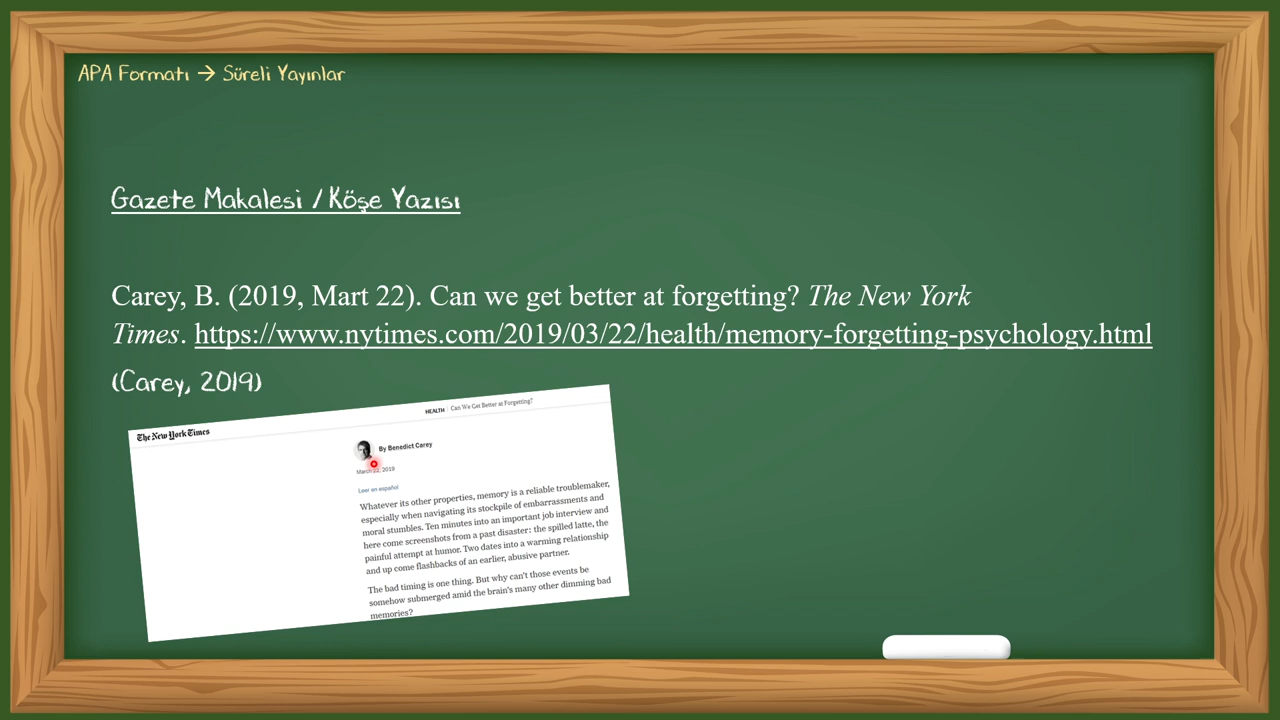 APA Formatı → Süreli Yayınlar
Gazete Makalesi / Köşe Yazısı
Carey, B. (2019, Mart 22). Can we get better at forgetting? The New York
Times. https://www.nytimes.com/2019/03/22/health/memory-forgetting-psychology.html
(Carey, 2019)
The New York Times
HEALTH | Can We Get Better at Forgetting?
By Benedict Carey
March 22, 2019
Leer en español
Whatever its other properties, memory is a reliable troublemaker,
especially when navigating its stockpile of embarrassments and
moral stumbles. Ten minutes into an important job interview and
here come screenshots from a past disaster: the spilled latte, the
painful attempt at humor. Two dates into a warming relationship
and up come flashbacks of an earlier, abusive partner.
The bad timing is one thing. But why can't those events be
somehow submerged amid the brain's many other dimming bad
memories?